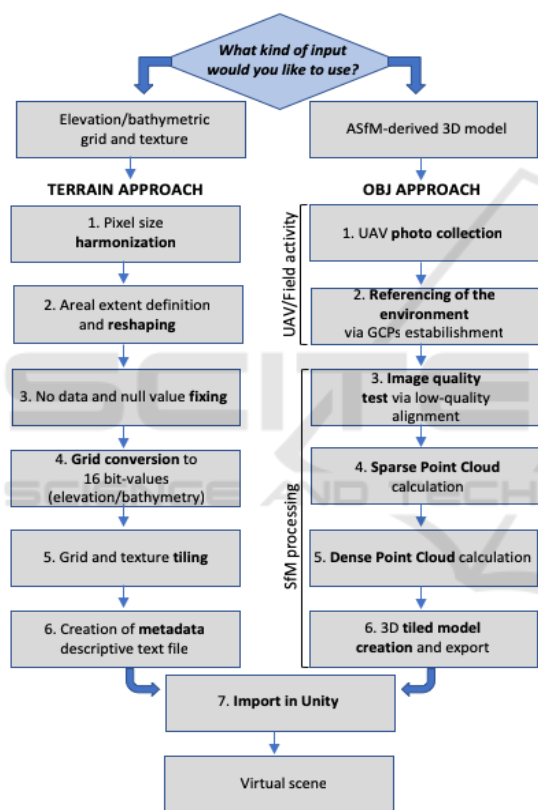 What kind of input
would you like to use?
Elevation/bathymetric
grid and texture
TERRAIN APPROACH
1. Pixel size
harmonization
2. Areal extent definition
and reshaping
3. No data and null value fixing
4. Grid conversion to
16 bit-values
(elevation/bathymetry)
5. Grid and texture tiling
6. Creation of metadata
descriptive text file
ASfM-derived 3D model
OBJ APPROACH
UAV/Field activity
1. UAV photo collection
2. Referencing of the
environment
via GCPs estabilishment
SfM processing
3. Image quality
test via low-quality
alignment
4. Sparse Point Cloud
calculation
5. Dense Point Cloud calculation
6. 3D tiled model
creation and export
7. Import in Unity
Virtual scene
SCITE
SCIENCE AND TECH